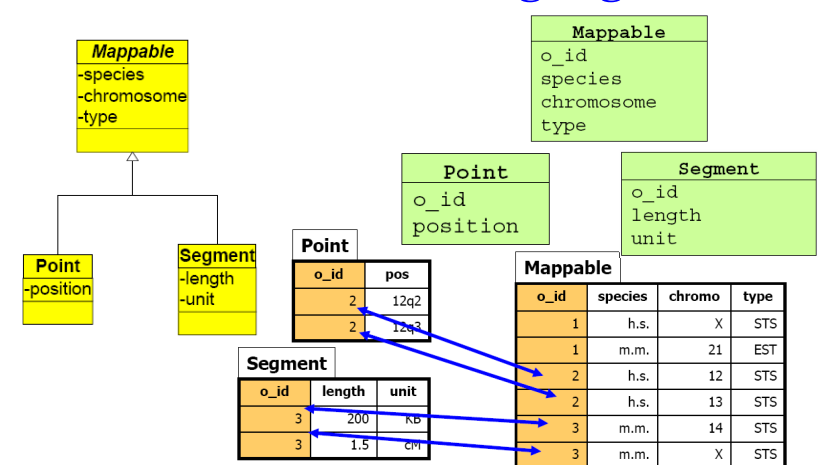 Mappable
-species
-chromosome
-type
Point
-position
Segment
-length
-unit
Mappable
o_id
species
chromosome
type
Point
o_id
position
Segment
o_id
length
unit
Point
o_id pos
2 12q2
2 12q3
Segment
o_id length unit
3 200 KB
3 1.5 cM
Mappable
o_id species chromo type
1 h.s. X STS
1 m.m. 21 EST
2 h.s. 12 STS
2 h.s. 13 STS
3 m.m. 14 STS
3 m.m. X STS